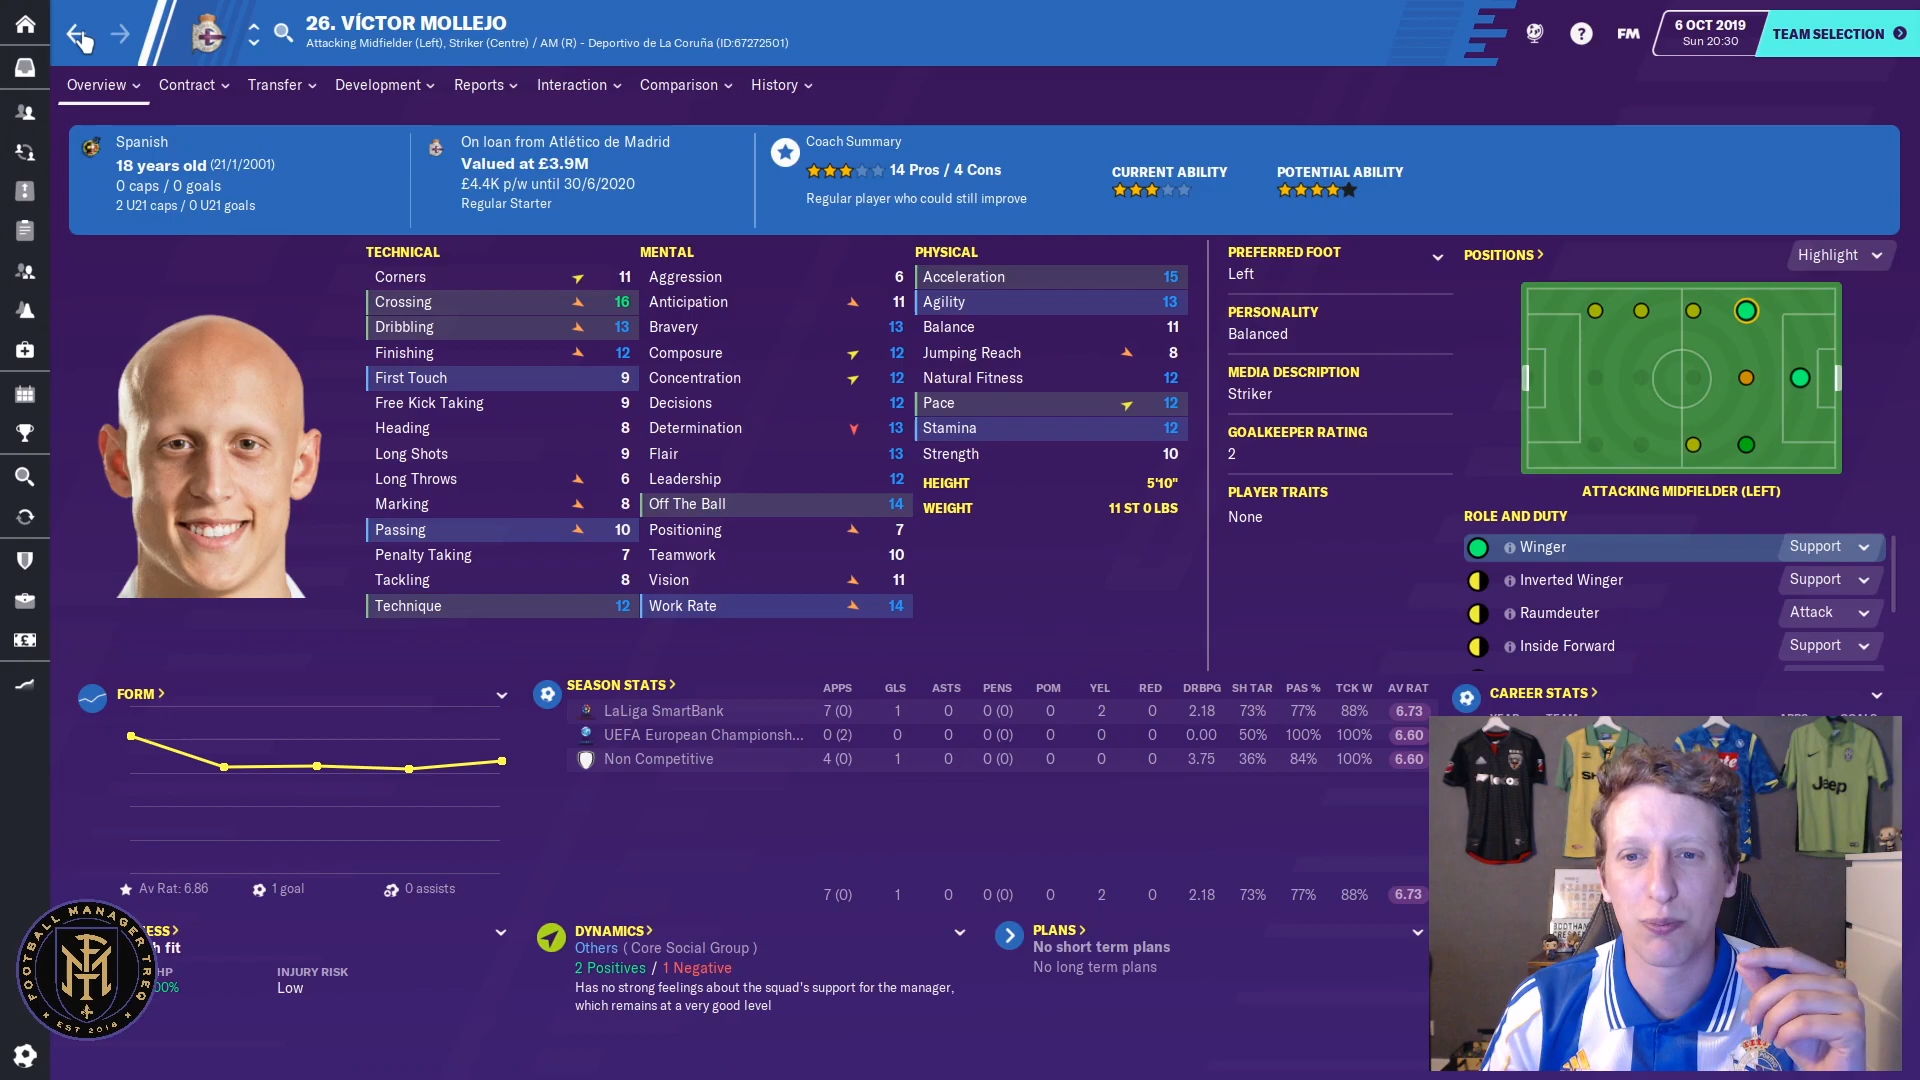 26. VÍCTOR MOLLEJO
Attacking Midfielder (Left), Striker (Centre) / AM (R) - Deportivo de La Coruña (ID:67272501)
FM
6 OCT 2019
Sun 20:30
TEAM SELECTION
Overview
Contract
Transfer
Development
Reports
Interaction
Comparison
History
Spanish
18 years old (21/1/2001)
0 caps / 0 goals
2 U21 caps / 0 U21 goals
On loan from Atlético de Madrid
Valued at £3.9M
£4.4K p/w until 30/6/2020
Regular Starter
Coach Summary
14 Pros / 4 Cons
Regular player who could still improve
CURRENT ABILITY
POTENTIAL ABILITY
TECHNICAL
Corners 11
Crossing 16
Dribbling 13
Finishing 12
First Touch 9
Free Kick Taking 9
Heading 8
Long Shots 9
Long Throws 6
Marking 8
Passing 10
Penalty Taking 7
Tackling 8
Technique 12
MENTAL
Aggression 6
Anticipation 11
Bravery 13
Composure 12
Concentration 12
Decisions 12
Determination 13
Flair 13
Leadership 12
Off The Ball 14
Positioning 7
Teamwork 10
Vision 11
Work Rate 14
PHYSICAL
Acceleration 15
Agility 13
Balance 11
Jumping Reach 8
Natural Fitness 12
Pace 12
Stamina 12
Strength 10
HEIGHT 5'10"
WEIGHT 11 ST 0 LBS
PREFERRED FOOT
Left
PERSONALITY
Balanced
MEDIA DESCRIPTION
Striker
GOALKEEPER RATING
2
PLAYER TRAITS
None
POSITIONS
Highlight
ATTACKING MIDFIELDER (LEFT)
ROLE AND DUTY
Winger Support
Inverted Winger Support
Raumdeuter Attack
Inside Forward Support
FORM
Av Rat: 6.86
1 goal
0 assists
SEASON STATS APPS GLS ASTS PENS POM YEL RED DRBPG SH TAR PAS % TCK W AV RAT
LaLiga SmartBank 7 (0) 1 0 0 (0) 0 2 0 2.18 73% 77% 88% 6.73
UEFA European Championsh... 0 (2) 0 0 0 (0) 0 0 0 0.00 50% 100% 100% 6.60
Non Competitive 4 (0) 1 0 0 (0) 0 0 0 3.75 36% 84% 100% 6.60
7 (0) 1 0 0 (0) 0 2 0 2.18 73% 77% 88% 6.73
CAREER STATS
INJURY RISK
Low
DYNAMICS
Others ( Core Social Group )
2 Positives / 1 Negative
Has no strong feelings about the squad's support for the manager,
which remains at a very good level
PLANS
No short term plans
No long term plans
FOOTBALL MANAGER TREQ
EST 2018
Jeep